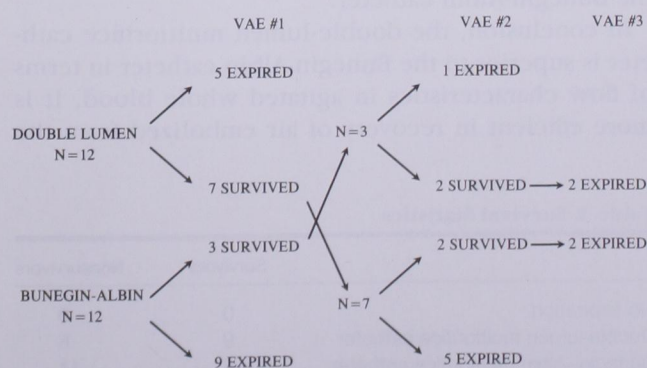 VAE #1 VAE #2 VAE #3
5 EXPIRED 1 EXPIRED
DOUBLE LUMEN
N=12
N=3
7 SURVIVED 2 SURVIVED 2 EXPIRED
3 SURVIVED 2 SURVIVED 2 EXPIRED
BUNEGIN-ALBIN
N=12
N=7
9 EXPIRED 5 EXPIRED